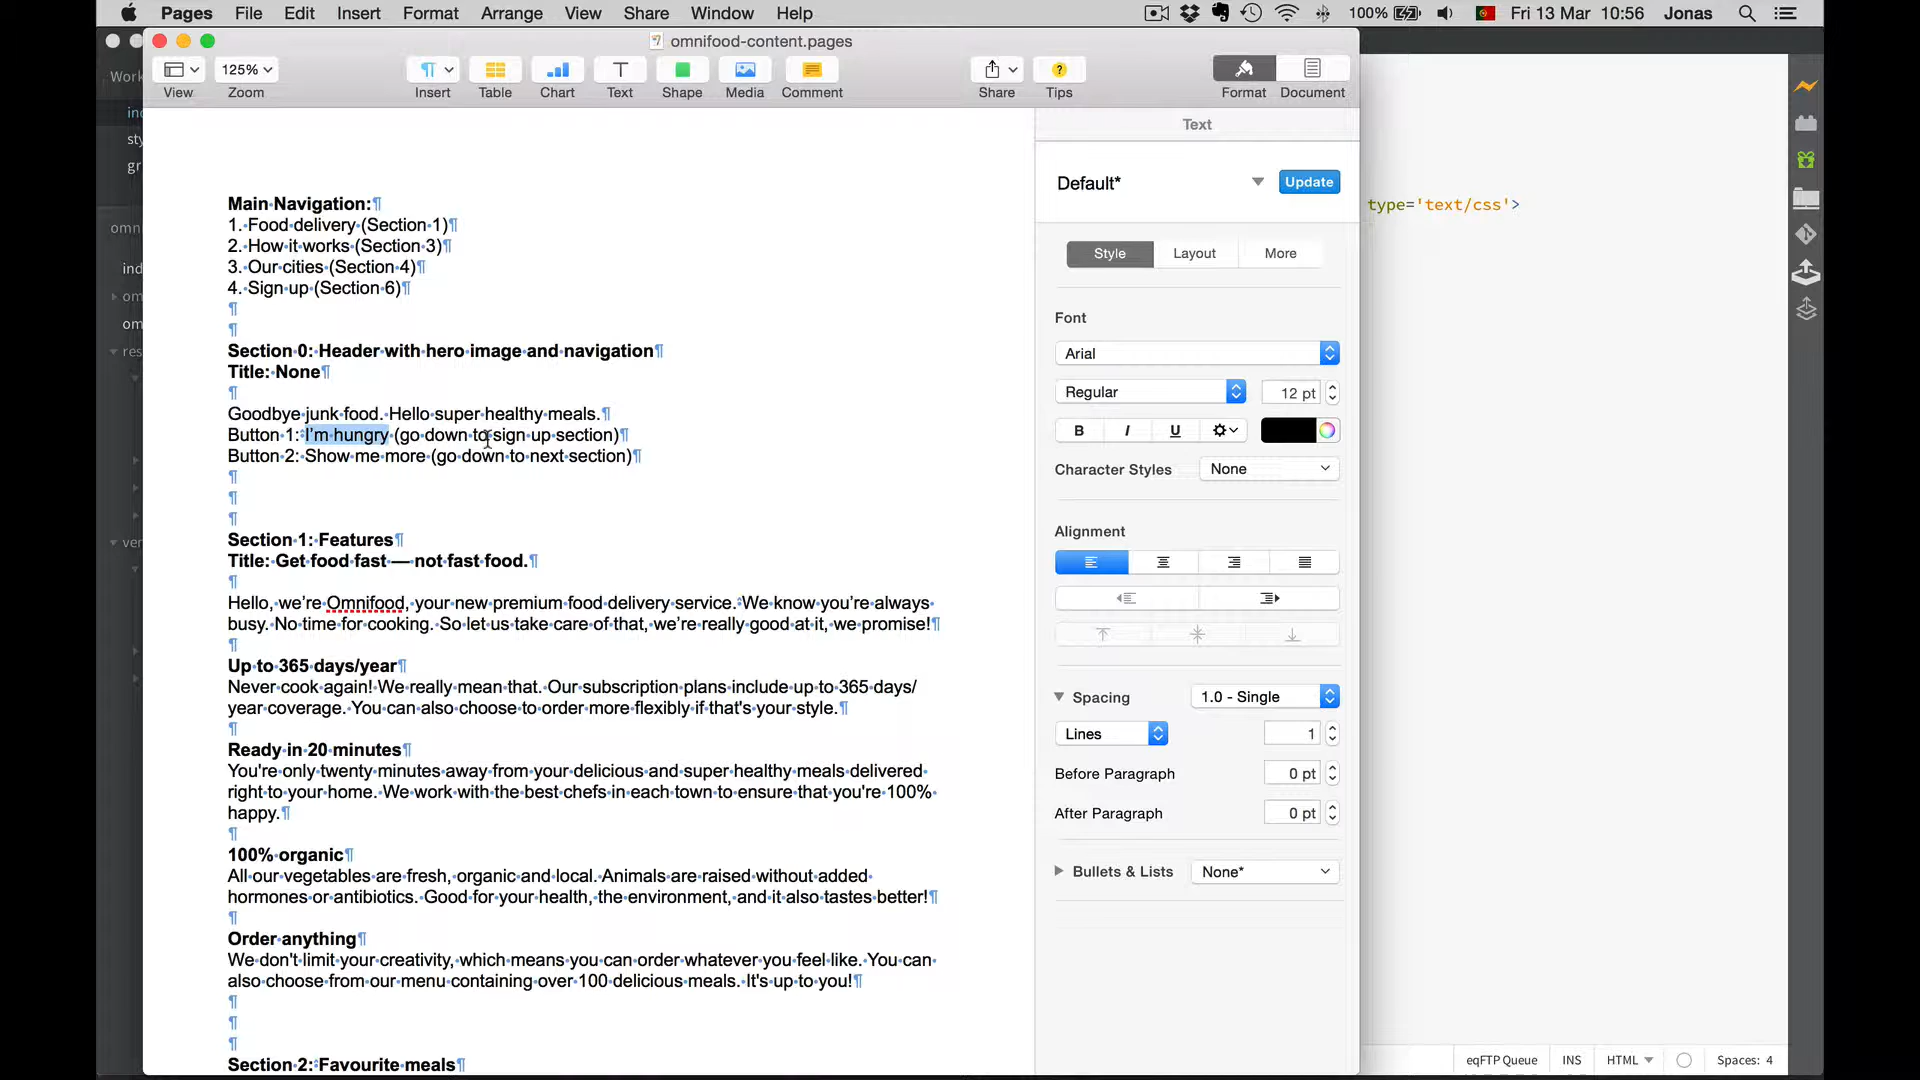 Pages File Edit Insert Format Arrange View Share Window Help 100% Fri 13 Mar 10:56 Jonas
omnifood-content.pages
125%
View Zoom Insert Table Chart Text Shape Media Comment Share Tips Format Document
Work
sty
gr
omn
ind
om
om
res
ver
Main Navigation:¶
1. Food delivery (Section 1)¶
2. How it works (Section 3)¶
3. Our cities (Section 4)¶
4. Sign up (Section 6)¶
¶
¶
Section 0: Header with hero image and navigation¶
Title: None¶
¶
Goodbye junk food. Hello super healthy meals.¶
Button 1: I'm hungry (go down to sign up section)¶
Button 2: Show me more (go down to next section)¶
¶
¶
¶
Section 1: Features¶
Title: Get food fast — not fast food.¶
¶
Hello, we're Omnifood, your new premium food delivery service. We know you're always
busy. No time for cooking. So let us take care of that, we're really good at it, we promise!¶
¶
Up to 365 days/year¶
Never cook again! We really mean that. Our subscription plans include up to 365 days/
year coverage. You can also choose to order more flexibly if that's your style.¶
¶
Ready in 20 minutes¶
You're only twenty minutes away from your delicious and super healthy meals delivered
right to your home. We work with the best chefs in each town to ensure that you're 100%
happy.¶
¶
100% organic¶
All our vegetables are fresh, organic and local. Animals are raised without added
hormones or antibiotics. Good for your health, the environment, and it also tastes better!¶
¶
Order anything¶
We don't limit your creativity, which means you can order whatever you feel like. You can
also choose from our menu containing over 100 delicious meals. It's up to you!¶
¶
¶
¶
Section 2: Favourite meals¶
Text
Default* Update
Style Layout More
Font
Arial
Regular 12 pt
B I U
Character Styles None
Alignment
Spacing 1.0 - Single
Lines 1
Before Paragraph 0 pt
After Paragraph 0 pt
Bullets & Lists None*
type='text/css'>
eqFTP Queue INS HTML Spaces: 4